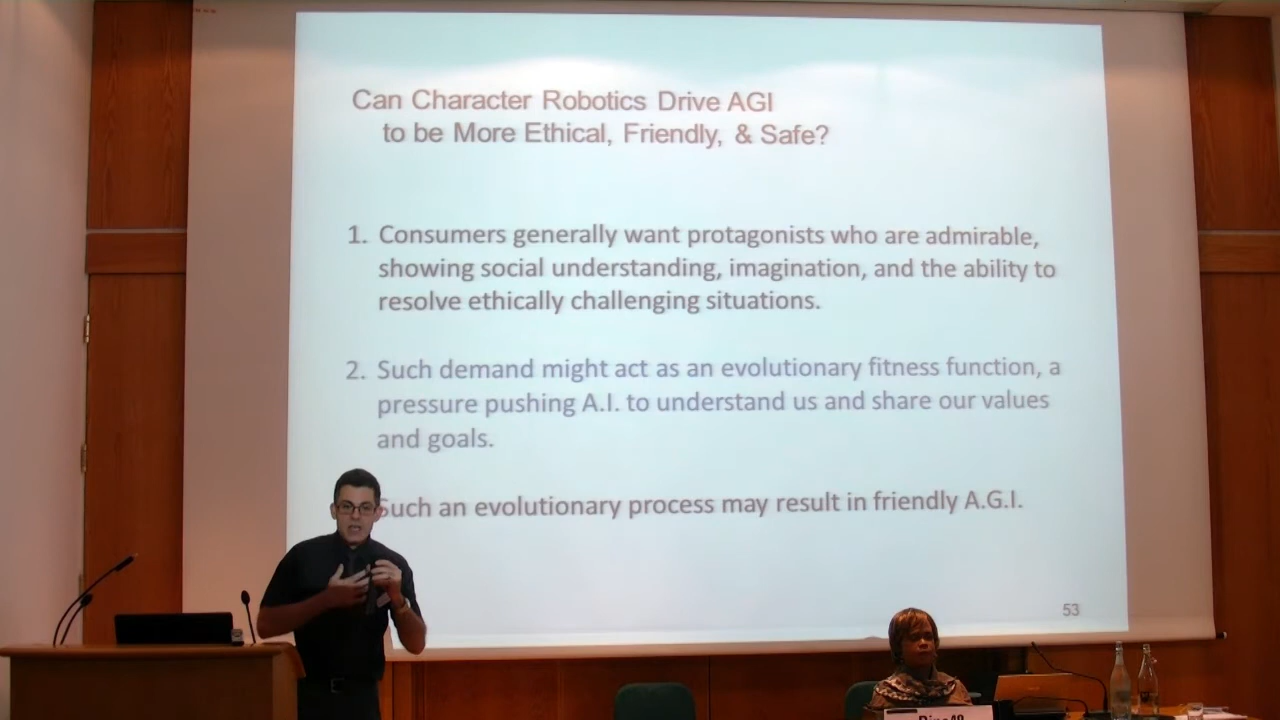 Can Character Robotics Drive AGI
to be More Ethical, Friendly, & Safe?
1. Consumers generally want protagonists who are admirable,
showing social understanding, imagination, and the ability to
resolve ethically challenging situations.
2. Such demand might act as an evolutionary fitness function, a
pressure pushing A.I. to understand us and share our values
and goals.
Such an evolutionary process may result in friendly A.G.I.
53